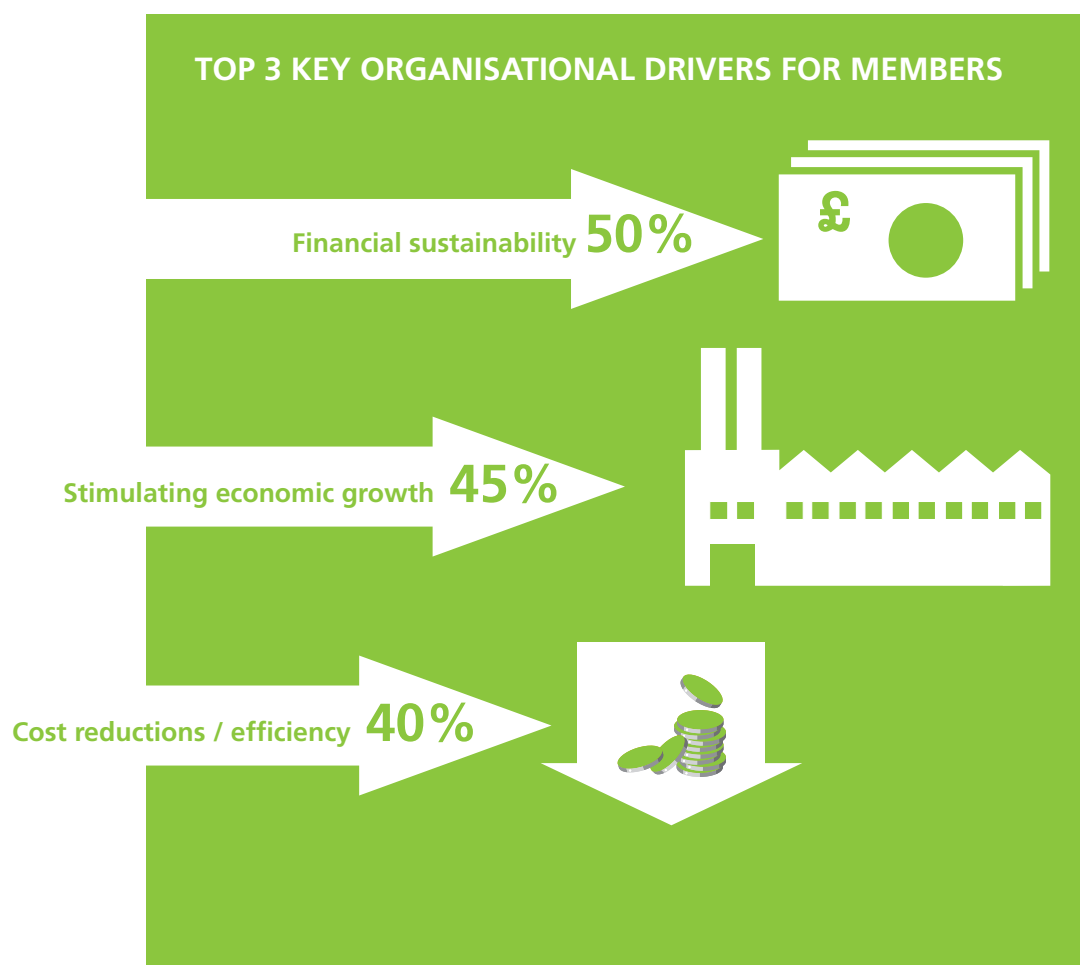 TOP 3 KEY ORGANISATIONAL DRIVERS FOR MEMBERS
Financial sustainability 50%
£
Stimulating economic growth 45%
Cost reductions / efficiency 40%